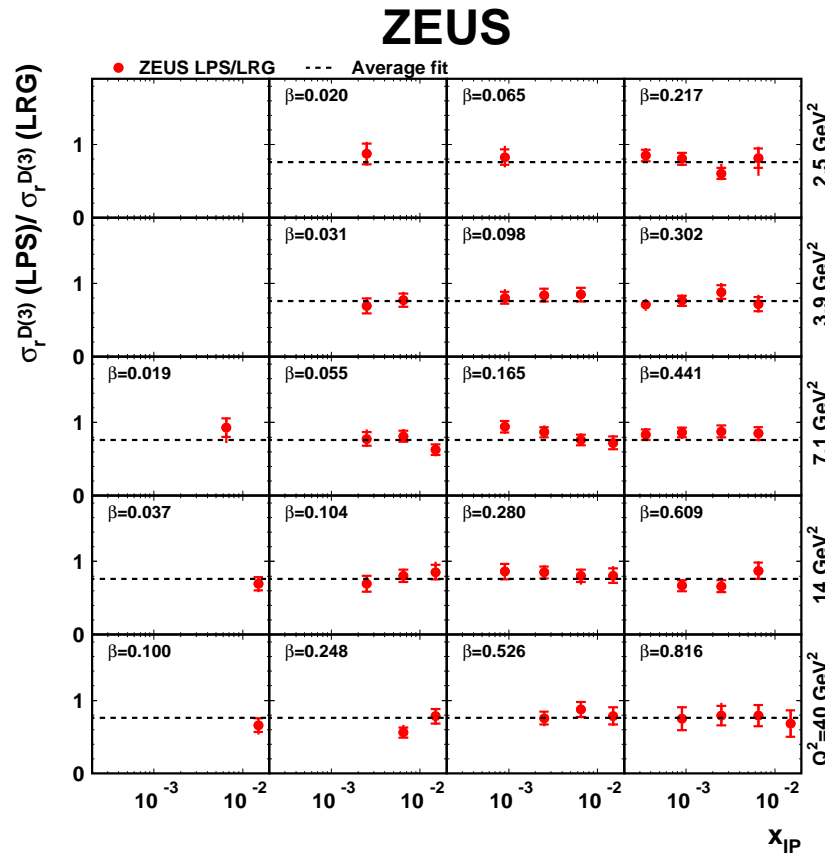 ZEUS
ZEUS LPS/LRG
Average fit
σr D(3) (LPS)/ σr D(3) (LRG)
β=0.020
β=0.065
β=0.217
2.5 GeV²
1
0
β=0.031
β=0.098
β=0.302
3.9 GeV²
1
0
β=0.019
β=0.055
β=0.165
β=0.441
7.1 GeV²
1
0
β=0.037
β=0.104
β=0.280
β=0.609
14 GeV²
1
0
β=0.100
β=0.248
β=0.526
β=0.816
Q²=40 GeV²
1
0
10⁻³ 10⁻² 10⁻³ 10⁻² 10⁻³ 10⁻² 10⁻³ 10⁻²
xIP